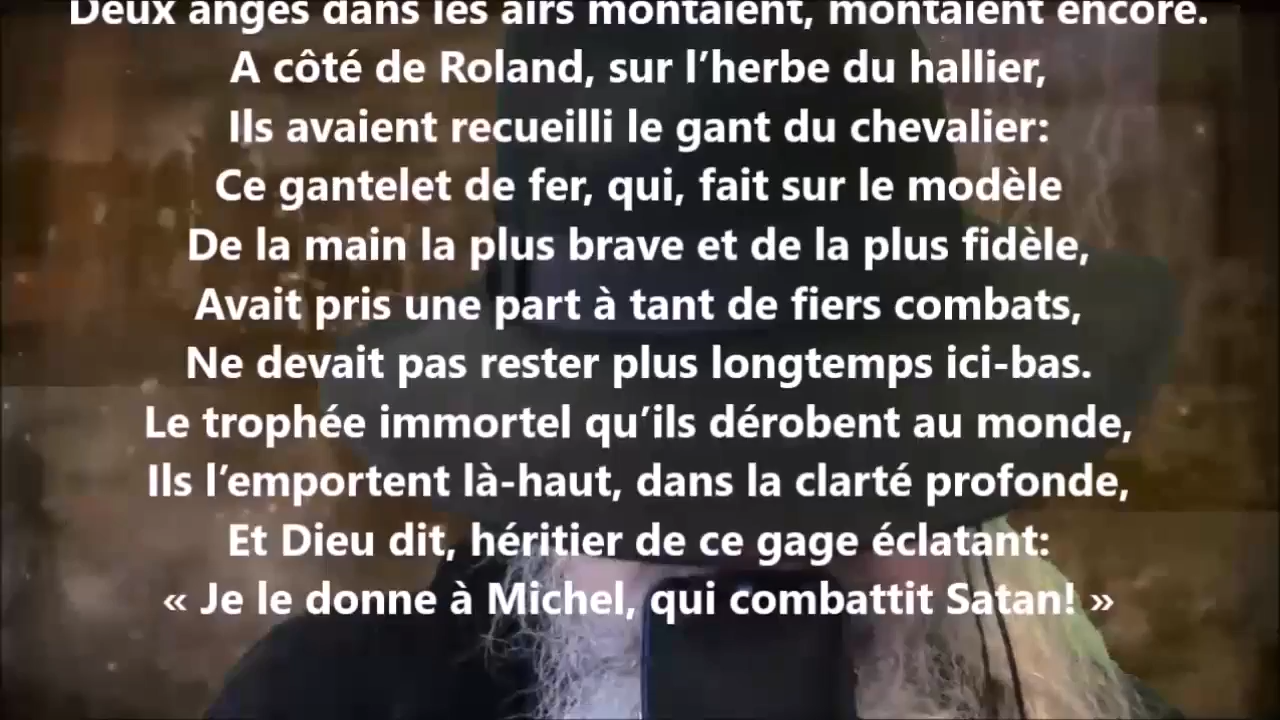 Deux anges dans les airs montaient, montaient encore.
A côté de Roland, sur l’herbe du hallier,
Ils avaient recueilli le gant du chevalier:
Ce gantelet de fer, qui, fait sur le modèle
De la main la plus brave et de la plus fidèle,
Avait pris une part à tant de fiers combats,
Ne devait pas rester plus longtemps ici-bas.
Le trophée immortel qu’ils dérobent au monde,
Ils l’emportent là-haut, dans la clarté profonde,
Et Dieu dit, héritier de ce gage éclatant:
« Je le donne à Michel, qui combattit Satan! »